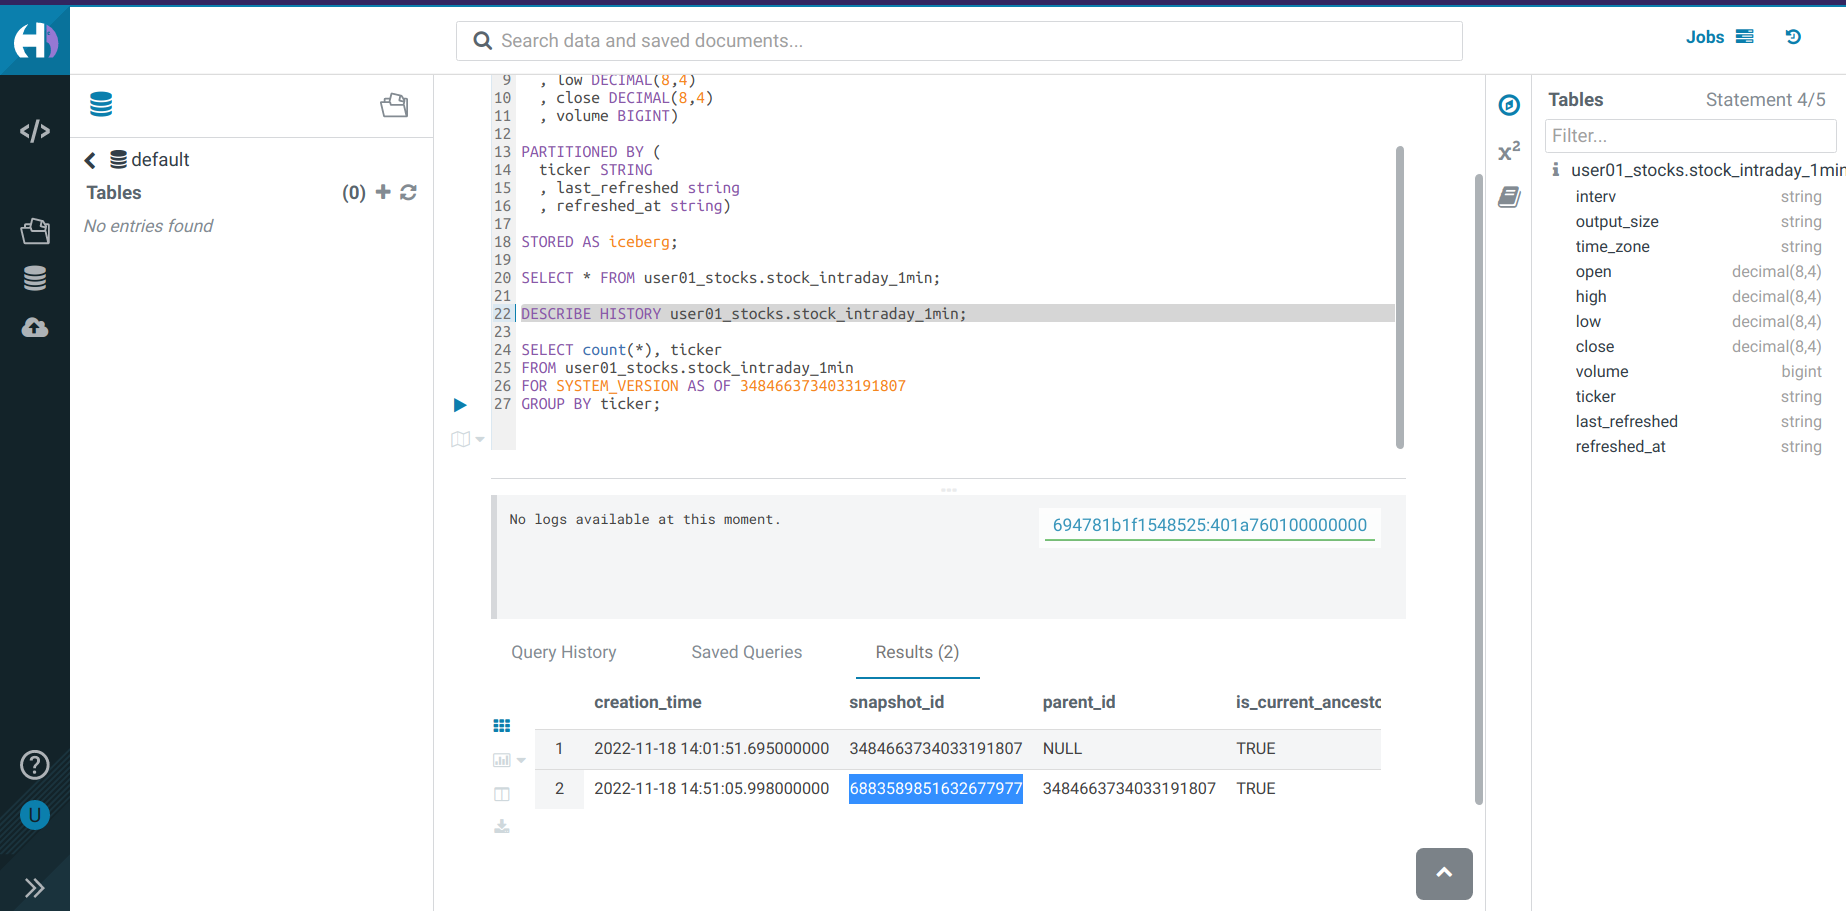 Search data and saved documents...
Jobs
default
Tables (0)
No entries found
9 , low DECIMAL(8,4)
10 , close DECIMAL(8,4)
11 , volume BIGINT)
12
13 PARTITIONED BY (
14 ticker STRING
15 , last_refreshed string
16 , refreshed_at string)
17
18 STORED AS iceberg;
19
20 SELECT * FROM user01_stocks.stock_intraday_1min;
21
22 DESCRIBE HISTORY user01_stocks.stock_intraday_1min;
23
24 SELECT count(*), ticker
25 FROM user01_stocks.stock_intraday_1min
26 FOR SYSTEM_VERSION AS OF 3484663734033191807
27 GROUP BY ticker;
No logs available at this moment.
694781b1f1548525:401a760100000000
Query History Saved Queries Results (2)
creation_time snapshot_id parent_id is_current_ancesto
1 2022-11-18 14:01:51.695000000 3484663734033191807 NULL TRUE
2 2022-11-18 14:51:05.998000000 6883589851632677977 3484663734033191807 TRUE
U
x²
Tables Statement 4/5
Filter...
user01_stocks.stock_intraday_1min
interv string
output_size string
time_zone string
open decimal(8,4)
high decimal(8,4)
low decimal(8,4)
close decimal(8,4)
volume bigint
ticker string
last_refreshed string
refreshed_at string